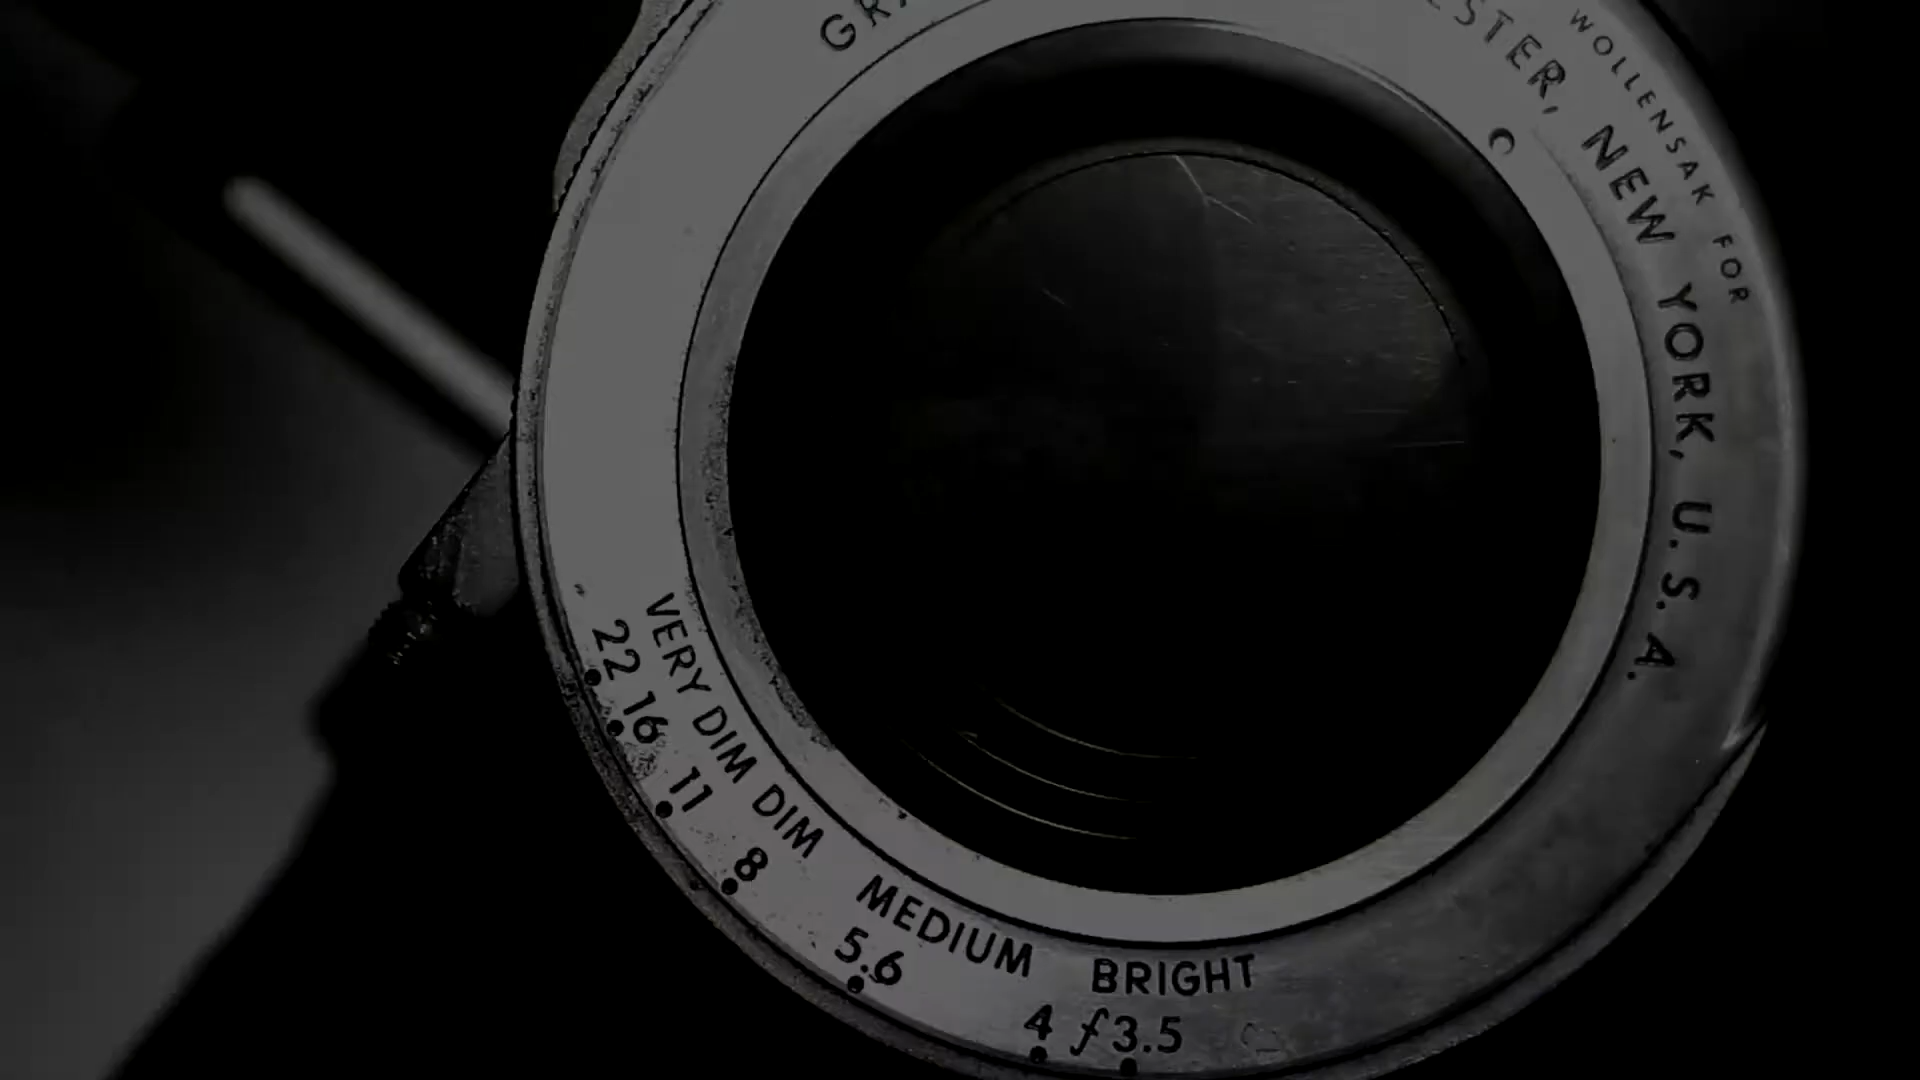 STER, NEW YORK, U.S.A.
WOLLENSAK FOR
VERY DIM DIM MEDIUM BRIGHT
22 16 11 8 5.6 4 f3.5